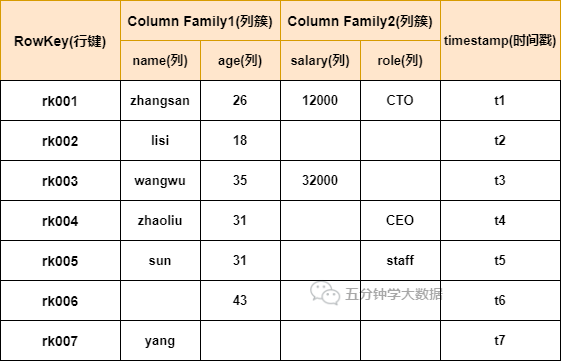 RowKey(行键) Column Family1(列簇) Column Family2(列簇) timestamp(时间戳)
name(列) age(列) salary(列) role(列)
rk001 zhangsan 26 12000 CTO t1
rk002 lisi 18 t2
rk003 wangwu 35 32000 t3
rk004 zhaoliu 31 CEO t4
rk005 sun 31 staff t5
rk006 43 t6
五分钟学大数据
rk007 yang t7